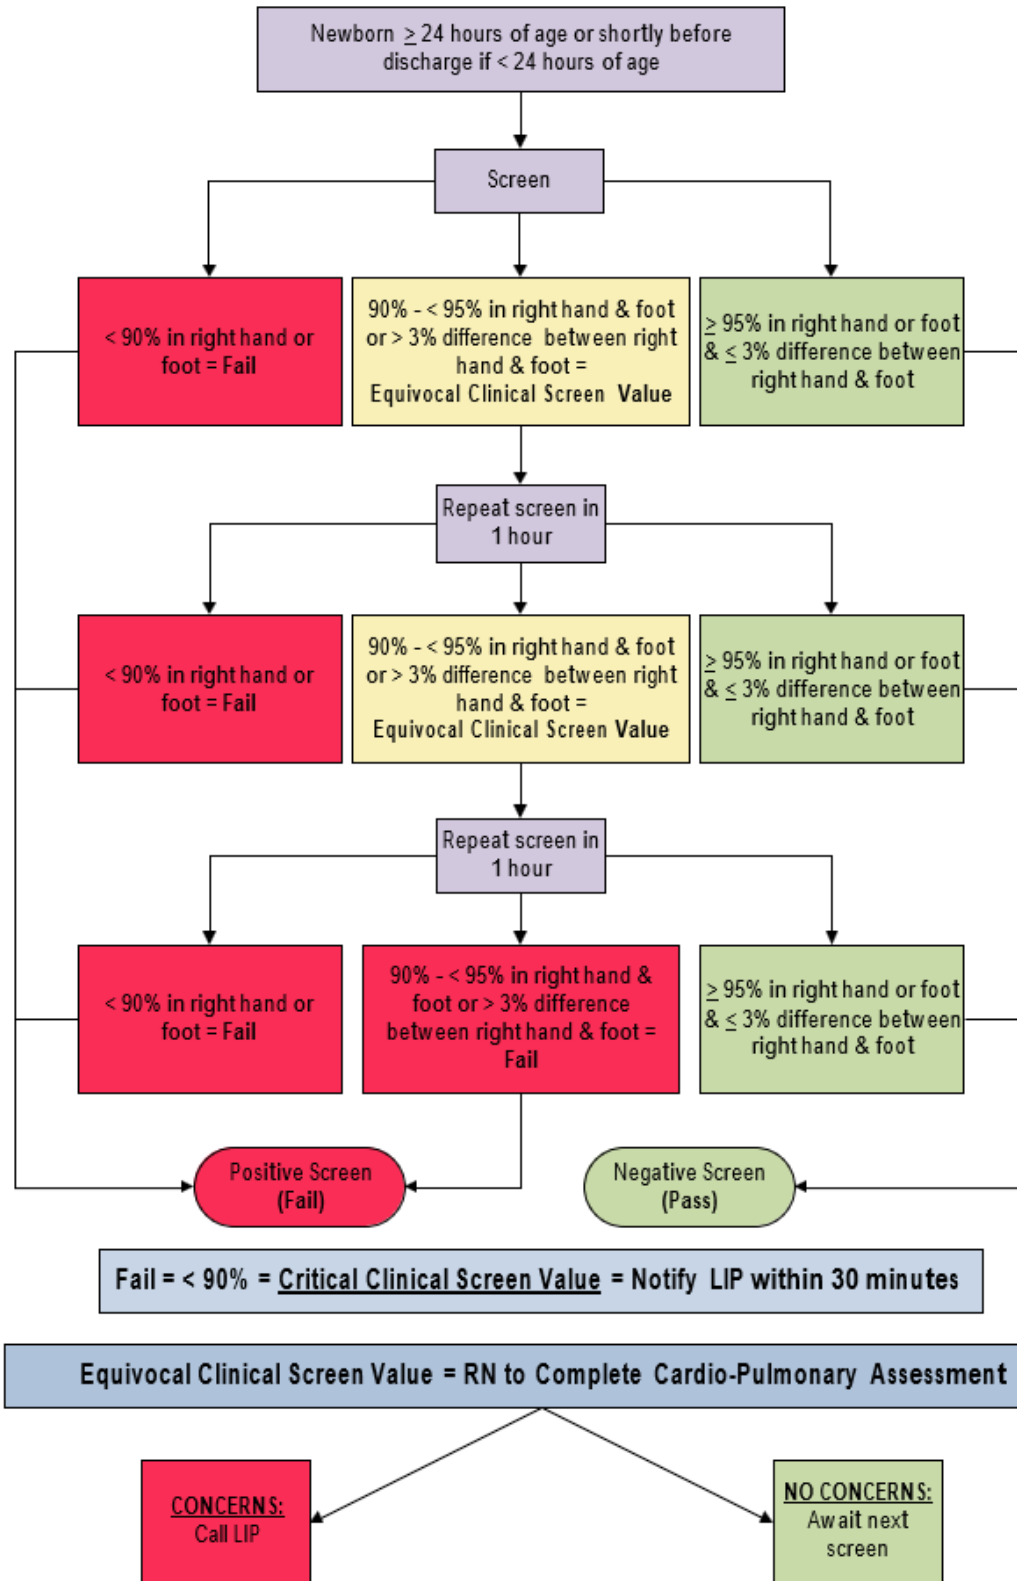 Newborn ≥ 24 hours of age or shortly before
discharge if < 24 hours of age
Screen
< 90% in right hand or
foot = Fail
90% - < 95% in right hand & foot
or > 3% difference between right
hand & foot =
Equivocal Clinical Screen Value
≥ 95% in right hand or foot
& ≤ 3% difference between
right hand & foot
Repeat screen in
1 hour
< 90% in right hand or
foot = Fail
90% - < 95% in right hand & foot
or > 3% difference between right
hand & foot =
Equivocal Clinical Screen Value
≥ 95% in right hand or foot
& ≤ 3% difference between
right hand & foot
Repeat screen in
1 hour
< 90% in right hand or
foot = Fail
90% - < 95% in right hand &
foot or > 3% difference
between right hand & foot =
Fail
≥ 95% in right hand or foot
& ≤ 3% difference between
right hand & foot
Positive Screen
(Fail)
Negative Screen
(Pass)
Fail = < 90% = Critical Clinical Screen Value = Notify LIP within 30 minutes
Equivocal Clinical Screen Value = RN to Complete Cardio-Pulmonary Assessment
CONCERNS:
Call LIP
NO CONCERNS:
Await next
screen